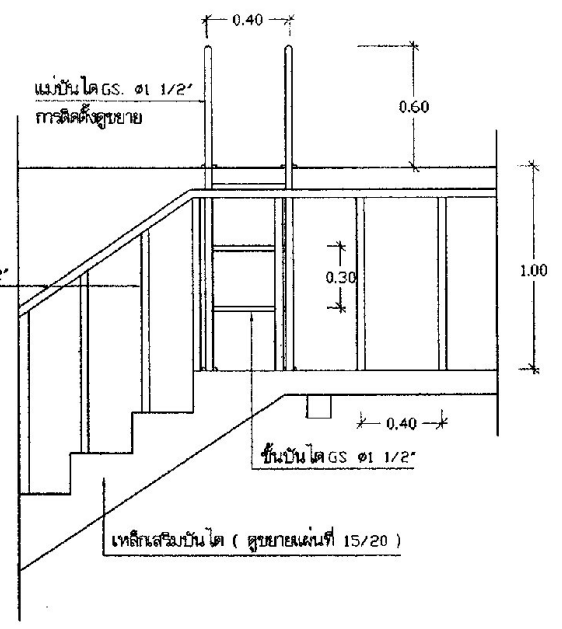 0.40
แม่บันได GS. ø1 1/2"
การติดตั้งดูขยาย
0.60
2"
0.30
1.00
0.40
ขั้นบันได GS ø1 1/2"
เหล็กเสริมบันได ( ดูขยายแผ่นที่ 15/20 )